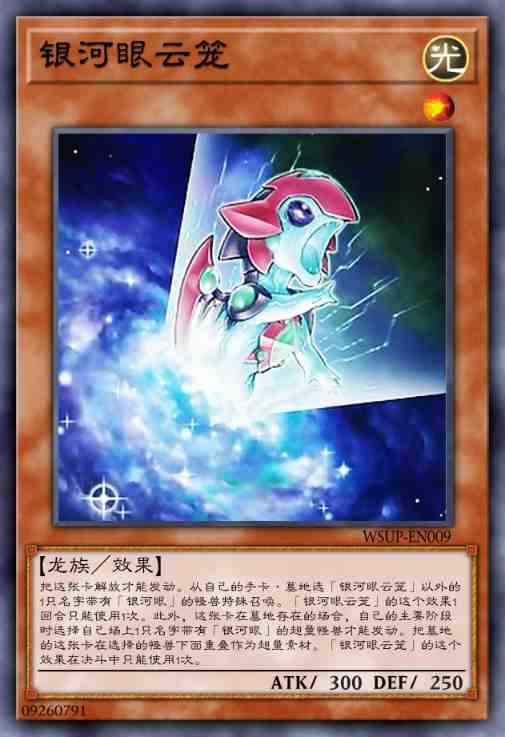 银河眼云笼
光
WSUP-EN009
【龙族／效果】
把这张卡解放才能发动。从自己的手卡·墓地选「银河眼云笼」以外的
1只名字带有「银河眼」的怪兽特殊召唤。「银河眼云笼」的这个效果1
回合只能使用1次。此外，这张卡在墓地存在的场合，自己的主要阶段
时选择自己场上1只名字带有「银河眼」的超量怪兽才能发动。把墓地
的这张卡在选择的怪兽下面重叠作为超量素材。「银河眼云笼」的这个
效果在决斗中只能使用1次。
ATK/ 300 DEF/ 250
09260791